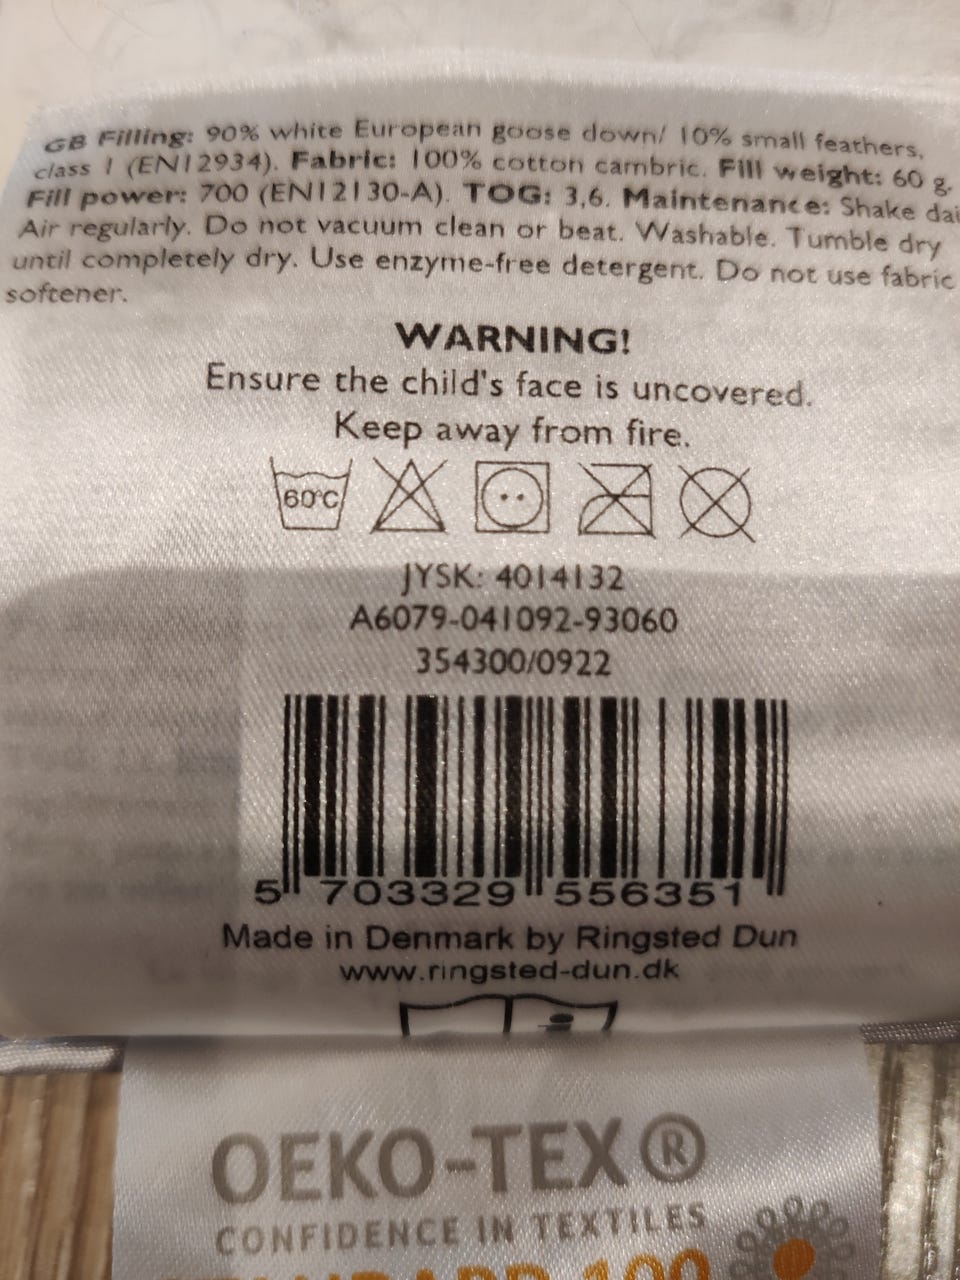 GB Filling: 90% white European goose down/ 10% small feathers,
class 1 (EN12934). Fabric: 100% cotton cambric. Fill weight: 60 g.
Fill power: 700 (EN12130-A). TOG: 3,6. Maintenance: Shake dai
Air regularly. Do not vacuum clean or beat. Washable. Tumble dry
until completely dry. Use enzyme-free detergent. Do not use fabric
softener.
WARNING!
Ensure the child's face is uncovered.
Keep away from fire.
60°C
JYSK: 4014132
A6079-041092-93060
354300/0922
5 703329 556351
Made in Denmark by Ringsted Dun
www.ringsted-dun.dk
OEKO-TEX®
CONFIDENCE IN TEXTILES
STANDARD 100